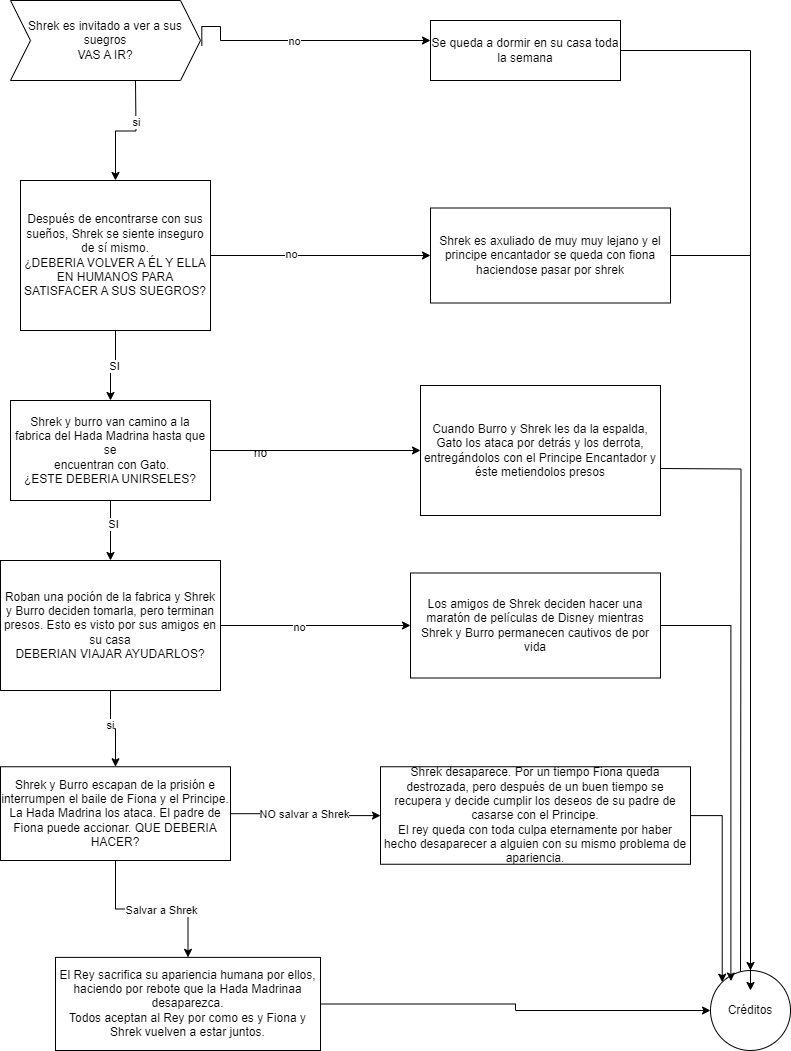 Shrek es invitado a ver a sus
suegros
VAS A IR?
no
Se queda a dormir en su casa toda
la semana
si
Después de encontrarse con sus
sueños, Shrek se siente inseguro
de sí mismo.
¿DEBERIA VOLVER A ÉL Y ELLA
EN HUMANOS PARA
SATISFACER A SUS SUEGROS?
no
Shrek es axuliado de muy muy lejano y el
principe encantador se queda con fiona
haciendose pasar por shrek
SI
Shrek y burro van camino a la
fabrica del Hada Madrina hasta que
se
encuentran con Gato.
¿ESTE DEBERIA UNIRSELES?
no
Cuando Burro y Shrek les da la espalda,
Gato los ataca por detrás y los derrota,
entregándolos con el Principe Encantador y
éste metiendolos presos
SI
Roban una poción de la fabrica y Shrek
y Burro deciden tomarla, pero terminan
presos. Esto es visto por sus amigos en
su casa
DEBERIAN VIAJAR AYUDARLOS?
no
Los amigos de Shrek deciden hacer una
maratón de películas de Disney mientras
Shrek y Burro permanecen cautivos de por
vida
si
Shrek y Burro escapan de la prisión e
interrumpen el baile de Fiona y el Principe.
La Hada Madrina los ataca. El padre de
Fiona puede accionar. QUE DEBERIA
HACER?
NO salvar a Shrek
Shrek desaparece. Por un tiempo Fiona queda
destrozada, pero después de un buen tiempo se
recupera y decide cumplir los deseos de su padre de
casarse con el Principe.
El rey queda con toda culpa eternamente por haber
hecho desaparecer a alguien con su mismo problema de
apariencia.
Salvar a Shrek
El Rey sacrifica su apariencia humana por ellos,
haciendo por rebote que la Hada Madrinaa
desaparezca.
Todos aceptan al Rey por como es y Fiona y
Shrek vuelven a estar juntos.
Créditos